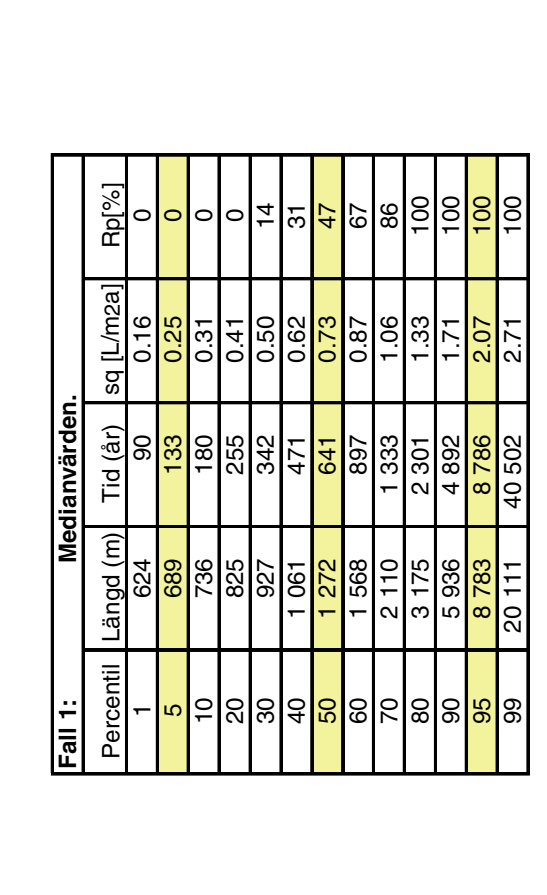 Fall 1: Medianvärden.
Percentil Längd (m) Tid (år) sq [L/m2a] Rp[%]
1 624 90 0.16 0
5 689 133 0.25 0
10 736 180 0.31 0
20 825 255 0.41 0
30 927 342 0.50 14
40 1 061 471 0.62 31
50 1 272 641 0.73 47
60 1 568 897 0.87 67
70 2 110 1 333 1.06 86
80 3 175 2 301 1.33 100
90 5 936 4 892 1.71 100
95 8 783 8 786 2.07 100
99 20 111 40 502 2.71 100